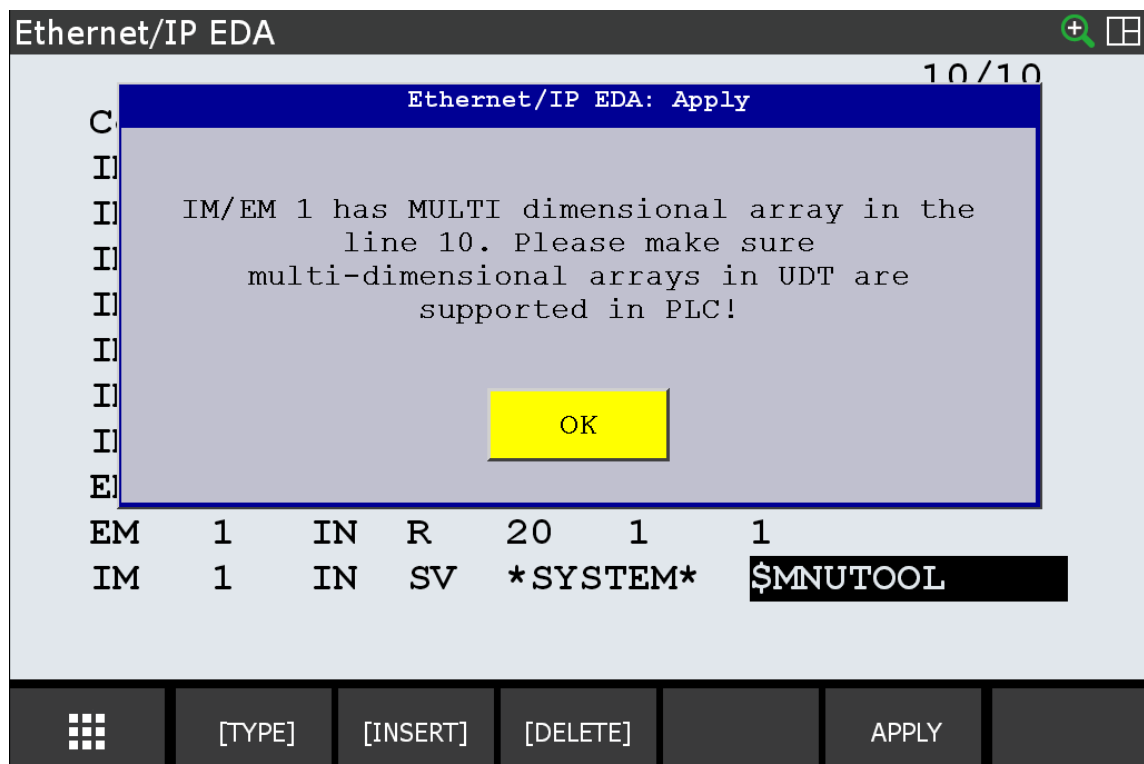 Ethernet/IP EDA
10/10
Ethernet/IP EDA: Apply
IM/EM 1 has MULTI dimensional array in the
line 10. Please make sure
multi-dimensional arrays in UDT are
supported in PLC!
OK
EM 1 IN R 20 1 1
IM 1 IN SV *SYSTEM* $MNUTOOL
[TYPE] [INSERT] [DELETE] APPLY